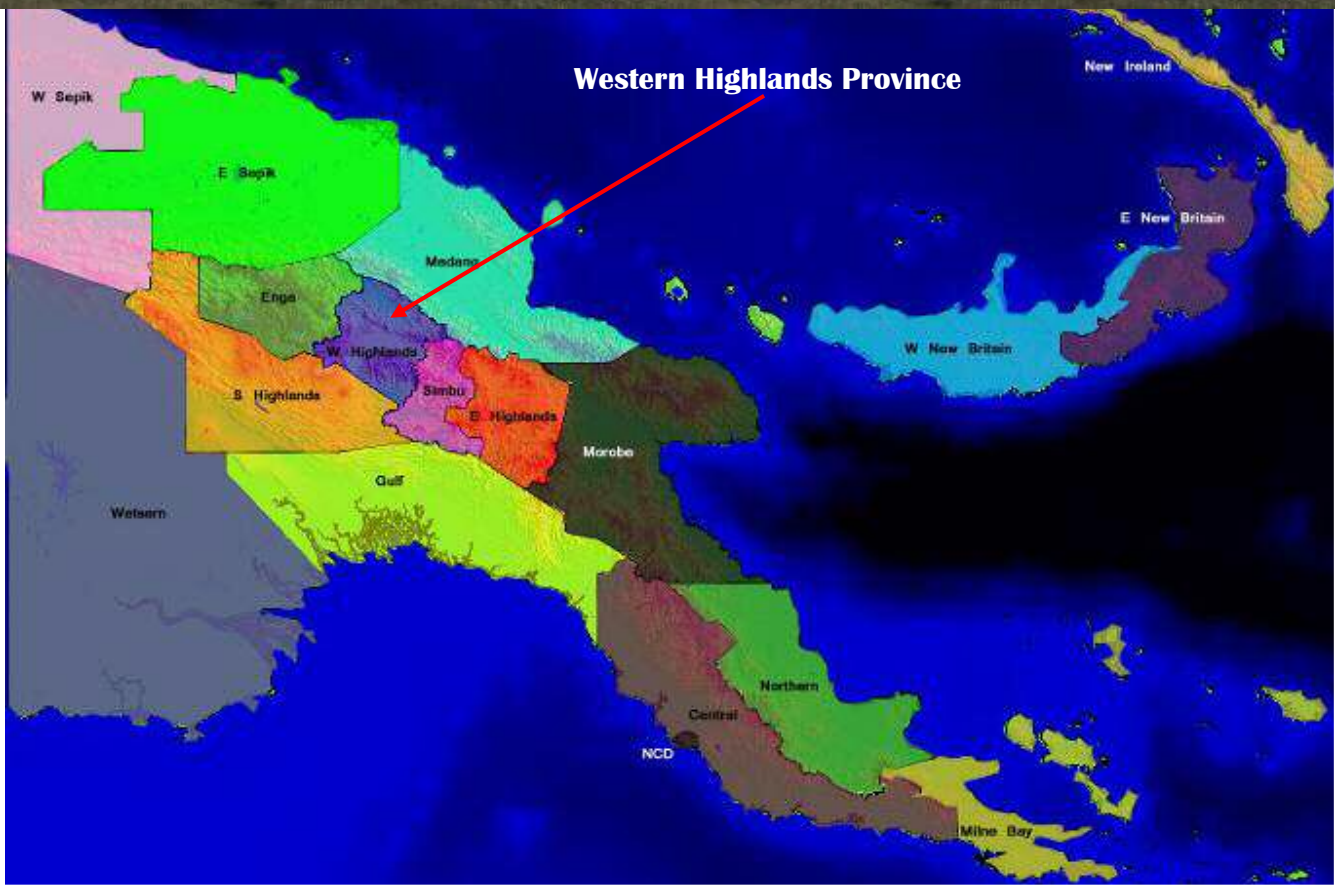 Western Highlands Province
New Ireland
W Sepik
E Sepik
E New Britain
Madang
Enga
W Highlands
W New Britain
Simbu
S Highlands
E Highlands
Morobe
Gulf
Wetsern
Northern
Central
NCD
Milne Bay